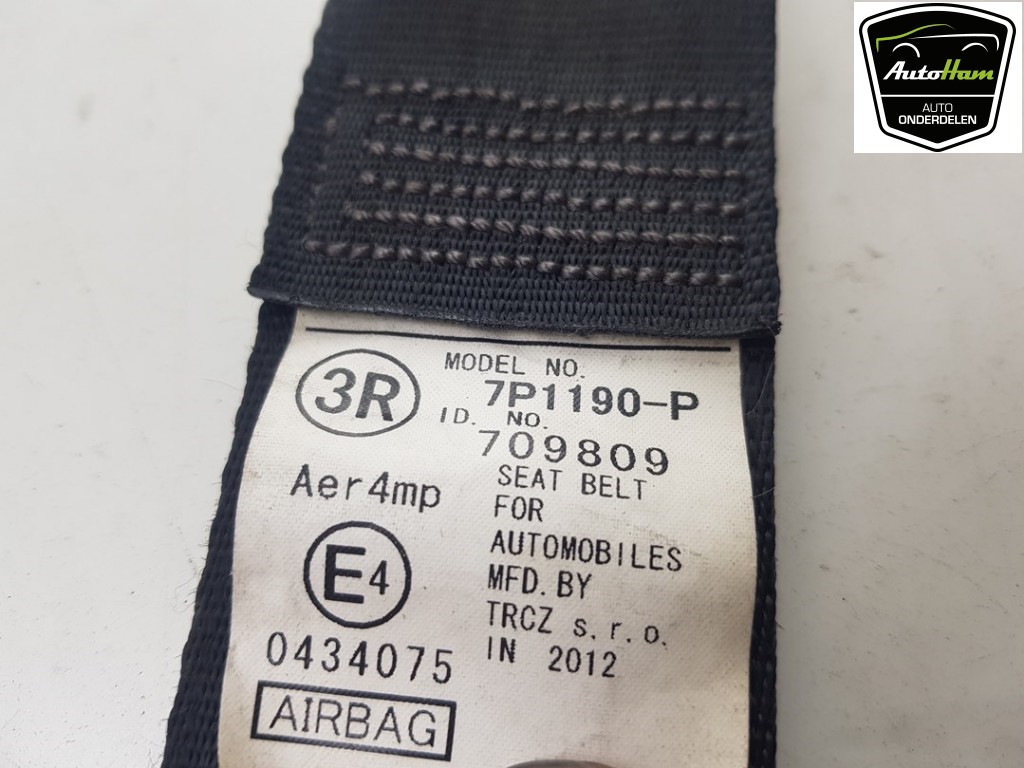 AutoHam
AUTO
ONDERDELEN
3R
MODEL NO.
7P1190-P
ID. NO.
709809
Aer4mp
SEAT BELT
FOR
AUTOMOBILES
MFD. BY
TRCZ s.r.o.
IN 2012
E4
0434075
AIRBAG